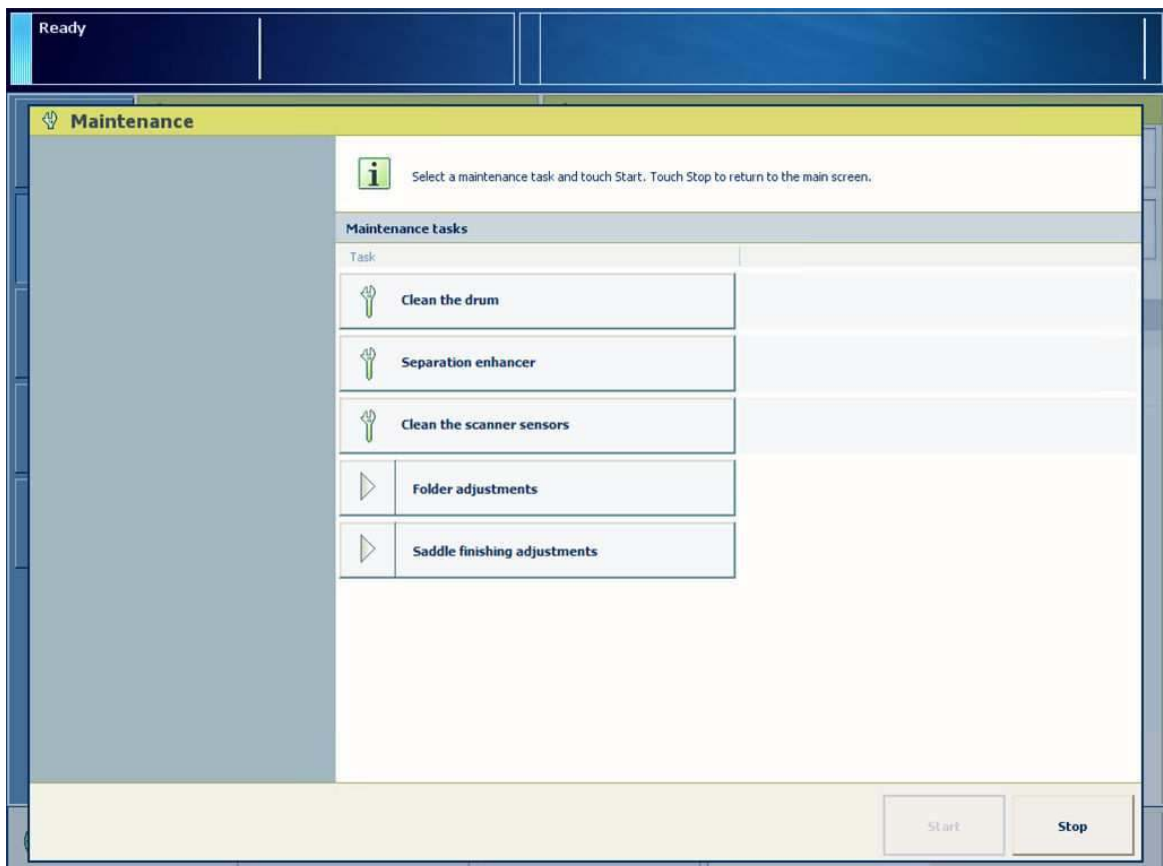 Ready
Maintenance
Select a maintenance task and touch Start. Touch Stop to return to the main screen.
Maintenance tasks
Task
Clean the drum
Separation enhancer
Clean the scanner sensors
Folder adjustments
Saddle finishing adjustments
Start
Stop